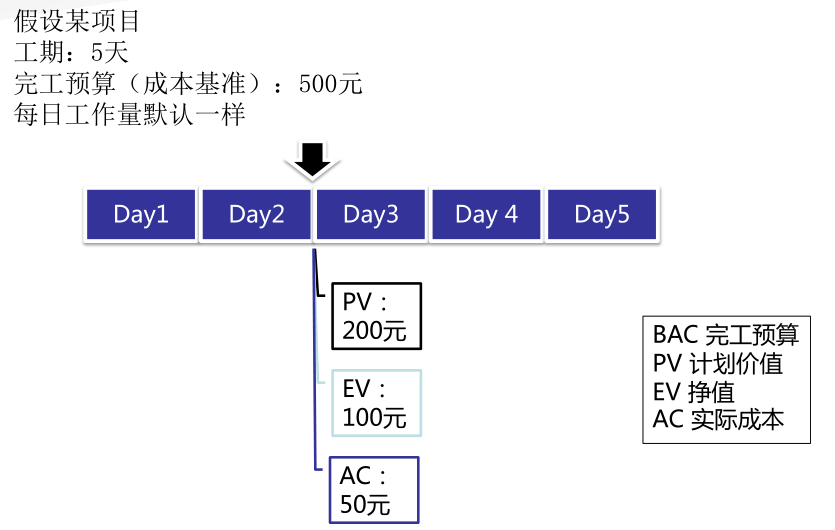 假设某项目
工期：5天
完工预算（成本基准）：500元
每日工作量默认一样
Day1
Day2
Day3
Day 4
Day5
PV：
200元
EV：
100元
AC：
50元
BAC 完工预算
PV 计划价值
EV 挣值
AC 实际成本